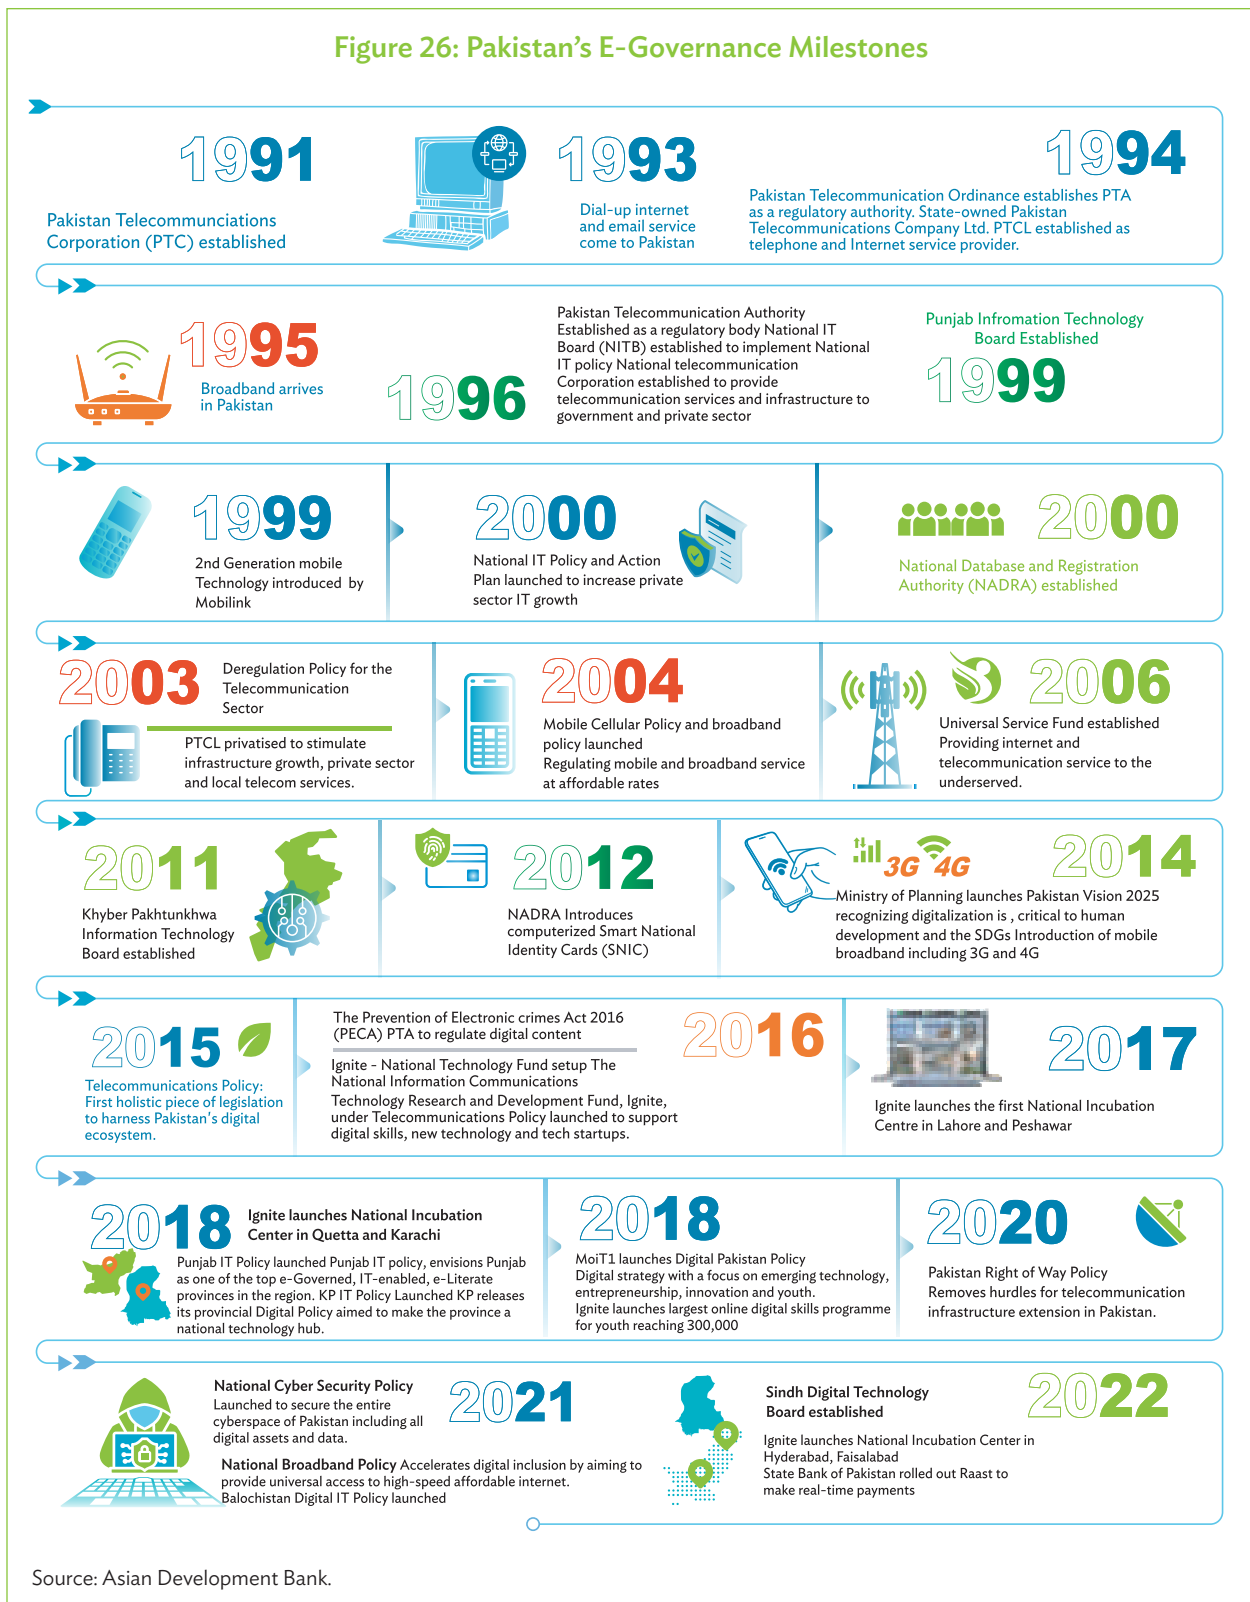 Figure 26: Pakistan's E-Governance Milestones
1991
Pakistan Telecommunciations
Corporation (PTC) established
1993
Dial-up internet
and email service
come to Pakistan
1994
Pakistan Telecommunication Ordinance establishes PTA
as a regulatory authority. State-owned Pakistan
Telecommunications Company Ltd. PTCL established as
telephone and Internet service provider.
1995
Broadband arrives
in Pakistan
1996
Pakistan Telecommunication Authority
Established as a regulatory body National IT
Board (NITB) established to implement National
IT policy National telecommunication
Corporation established to provide
telecommunication services and infrastructure to
government and private sector
Punjab Infromation Technology
Board Established
1999
1999
2nd Generation mobile
Technology introduced by
Mobilink
2000
National IT Policy and Action
Plan launched to increase private
sector IT growth
2000
National Database and Registration
Authority (NADRA) established
2003
Deregulation Policy for the
Telecommunication
Sector
PTCL privatised to stimulate
infrastructure growth, private sector
and local telecom services.
2004
Mobile Cellular Policy and broadband
policy launched
Regulating mobile and broadband service
at affordable rates
2006
Universal Service Fund established
Providing internet and
telecommunication service to the
underserved.
2011
Khyber Pakhtunkhwa
Information Technology
Board established
2012
NADRA Introduces
computerized Smart National
Identity Cards (SNIC)
3G 4G
2014
Ministry of Planning launches Pakistan Vision 2025
recognizing digitalization is , critical to human
development and the SDGs Introduction of mobile
broadband including 3G and 4G
2015
Telecommunications Policy:
First holistic piece of legislation
to harness Pakistan's digital
ecosystem.
The Prevention of Electronic crimes Act 2016
(PECA) PTA to regulate digital content
2016
Ignite - National Technology Fund setup The
National Information Communications
Technology Research and Development Fund, Ignite,
under Telecommunications Policy launched to support
digital skills, new technology and tech startups.
2017
Ignite launches the first National Incubation
Centre in Lahore and Peshawar
2018
Ignite launches National Incubation
Center in Quetta and Karachi
Punjab IT Policy launched Punjab IT policy, envisions Punjab
as one of the top e-Governed, IT-enabled, e-Literate
provinces in the region. KP IT Policy Launched KP releases
its provincial Digital Policy aimed to make the province a
national technology hub.
2018
MoiT1 launches Digital Pakistan Policy
Digital strategy with a focus on emerging technology,
entrepreneurship, innovation and youth.
Ignite launches largest online digital skills programme
for youth reaching 300,000
2020
Pakistan Right of Way Policy
Removes hurdles for telecommunication
infrastructure extension in Pakistan.
National Cyber Security Policy
Launched to secure the entire
cyberspace of Pakistan including all
digital assets and data.
2021
National Broadband Policy Accelerates digital inclusion by aiming to
provide universal access to high-speed affordable internet.
Balochistan Digital IT Policy launched
Sindh Digital Technology
Board established
2022
Ignite launches National Incubation Center in
Hyderabad, Faisalabad
State Bank of Pakistan rolled out Raast to
make real-time payments
Source: Asian Development Bank.